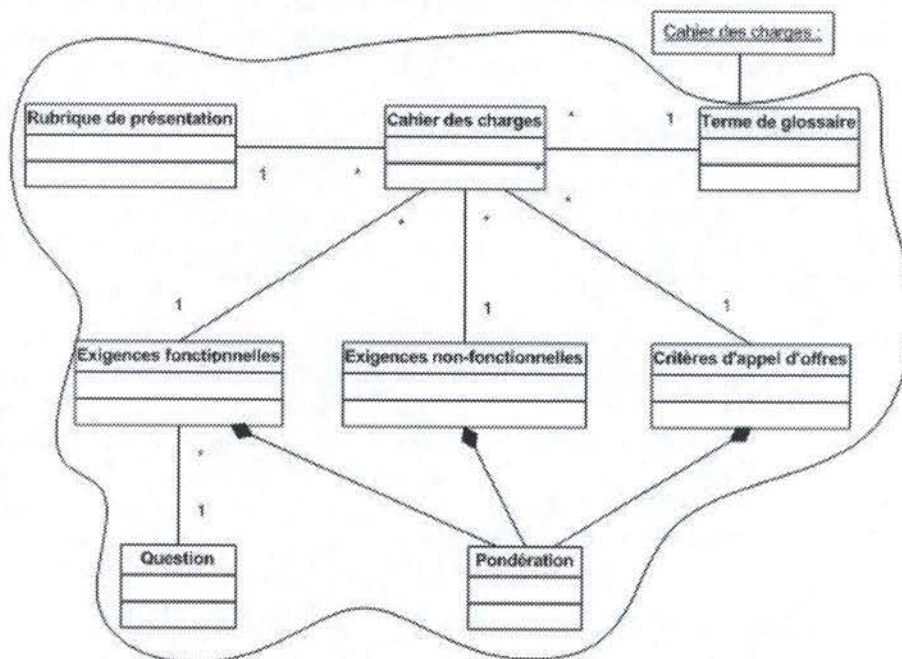 Cahier des charges :
Rubrique de présentation
Cahier des charges
Terme de glossaire
* 1
1 * *
* * *
1 1 1
Exigences fonctionnelles
Exigences non-fonctionnelles
Critères d'appel d'offres
*
1
Question
Pondération